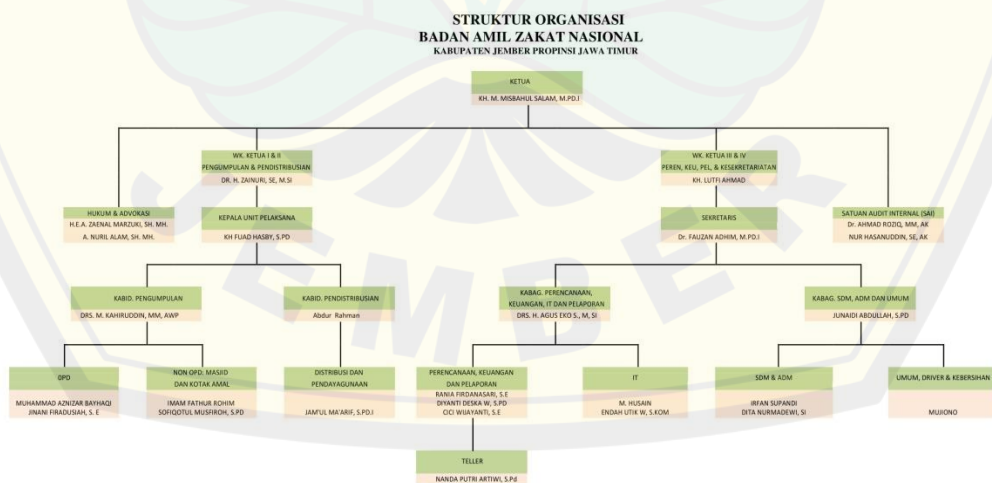 STRUKTUR ORGANISASI
BADAN AMIL ZAKAT NASIONAL
KABUPATEN JEMBER PROPINSI JAWA TIMUR
KETUA
KH. M. MISBAHUL SALAM, M.PD.I
WK. KETUA I & II
PENGUMPULAN & PENDISTRIBUSIAN
DR. H. ZAINURI, SE, M.SI
WK. KETUA III & IV
PEREN, KEU, PEL, & KESEKRETARIATAN
KH. LUTFI AHMAD
HUKUM & ADVOKASI
H.E.A. ZAENAL MARZUKI, SH. MH.
A. NURIL ALAM, SH. MH.
KEPALA UNIT PELAKSANA
KH FUAD HASBY, S.PD
SEKRETARIS
Dr. FAUZAN ADHIM, M.PD.I
SATUAN AUDIT INTERNAL (SAI)
Dr. AHMAD ROZIQ, MM, AK
NUR HASANUDDIN, SE, AK
KABID. PENGUMPULAN
DRS. M. KAHIRUDDIN, MM, AWP
KABID. PENDISTRIBUSIAN
Abdur Rahman
KABAG. PERENCANAAN,
KEUANGAN, IT DAN PELAPORAN
DRS. H. AGUS EKO S., M, SI
KABAG. SDM, ADM DAN UMUM
JUNAIDI ABDULLAH, S.PD
OPD
MUHAMMAD AZNIZAR BAYHAQI
JINANI FIRADUSIAH, S. E
NON OPD. MASJID
DAN KOTAK AMAL
IMAM FATHUR ROHIM
SOFIQOTUL MUSFIROH, S.PD
DISTRIBUSI DAN
PENDAYAGUNAAN
JAM'UL MA'ARIF, S.PD.I
PERENCANAAN, KEUANGAN
DAN PELAPORAN
RANIA FIRDANASARI, S.E
DIYANTI DESKA W, S.PD
CICI WIJAYANTI, S.E
IT
M. HUSAIN
ENDAH UTIK W, S.KOM
SDM & ADM
IRFAN SUPANDI
DITA NURMADEWI, SI
UMUM, DRIVER & KEBERSIHAN
MUJIONO
TELLER
NANDA PUTRI ARTIWI, S.Pd
JEMBER